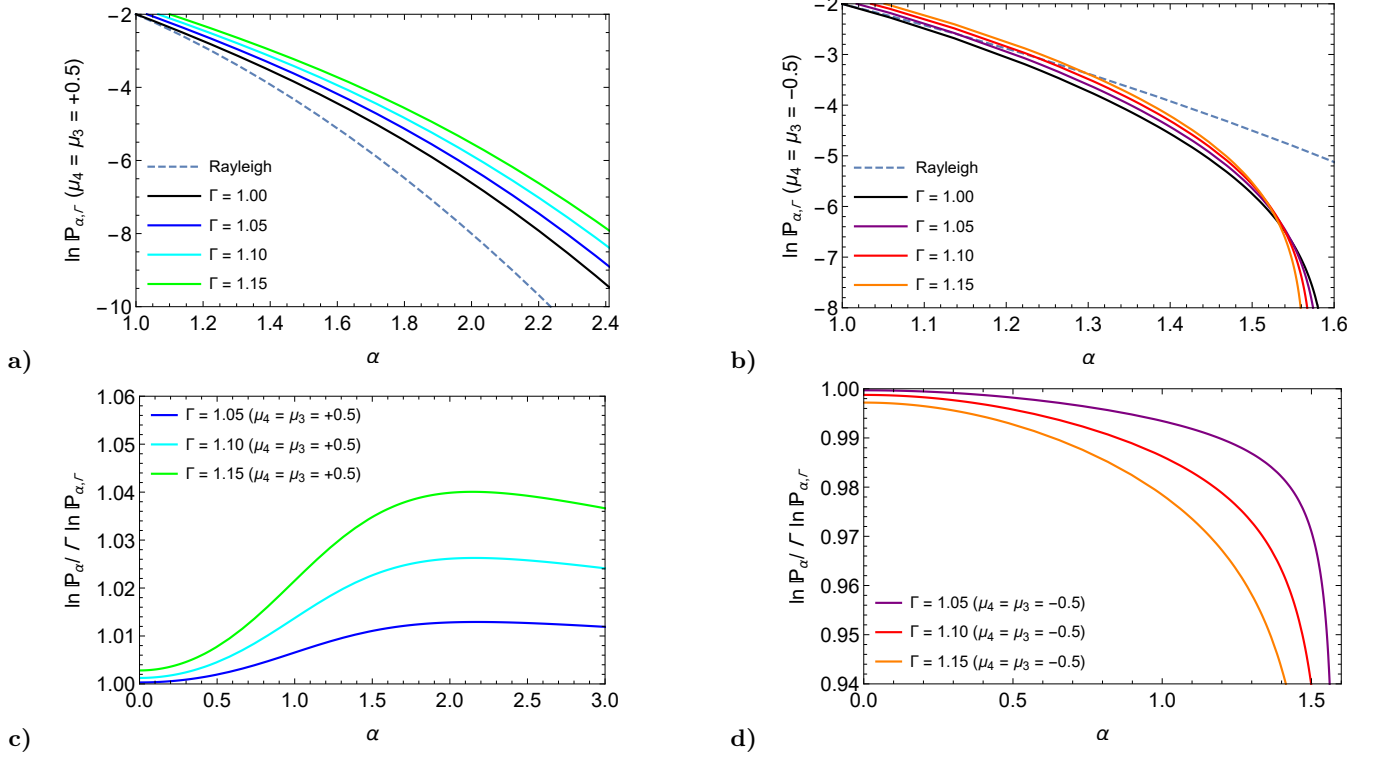 ln ℙα,Γ (μ4 = μ3 = +0.5)
−2
−4
−6
−8
−10
Rayleigh
Γ = 1.00
Γ = 1.05
Γ = 1.10
Γ = 1.15
1.0 1.2 1.4 1.6 1.8 2.0 2.2 2.4
α
a)
ln ℙα,Γ (μ4 = μ3 = −0.5)
−2
−3
−4
−5
−6
−7
−8
Rayleigh
Γ = 1.00
Γ = 1.05
Γ = 1.10
Γ = 1.15
1.0 1.1 1.2 1.3 1.4 1.5 1.6
α
b)
ln ℙα/ Γ ln ℙα,Γ
1.06
1.05
1.04
1.03
1.02
1.01
1.00
Γ = 1.05 (μ4 = μ3 = +0.5)
Γ = 1.10 (μ4 = μ3 = +0.5)
Γ = 1.15 (μ4 = μ3 = +0.5)
0.0 0.5 1.0 1.5 2.0 2.5 3.0
α
c)
ln ℙα/ Γ ln ℙα,Γ
1.00
0.99
0.98
0.97
0.96
0.95
0.94
Γ = 1.05 (μ4 = μ3 = −0.5)
Γ = 1.10 (μ4 = μ3 = −0.5)
Γ = 1.15 (μ4 = μ3 = −0.5)
0.0 0.5 1.0 1.5
α
d)